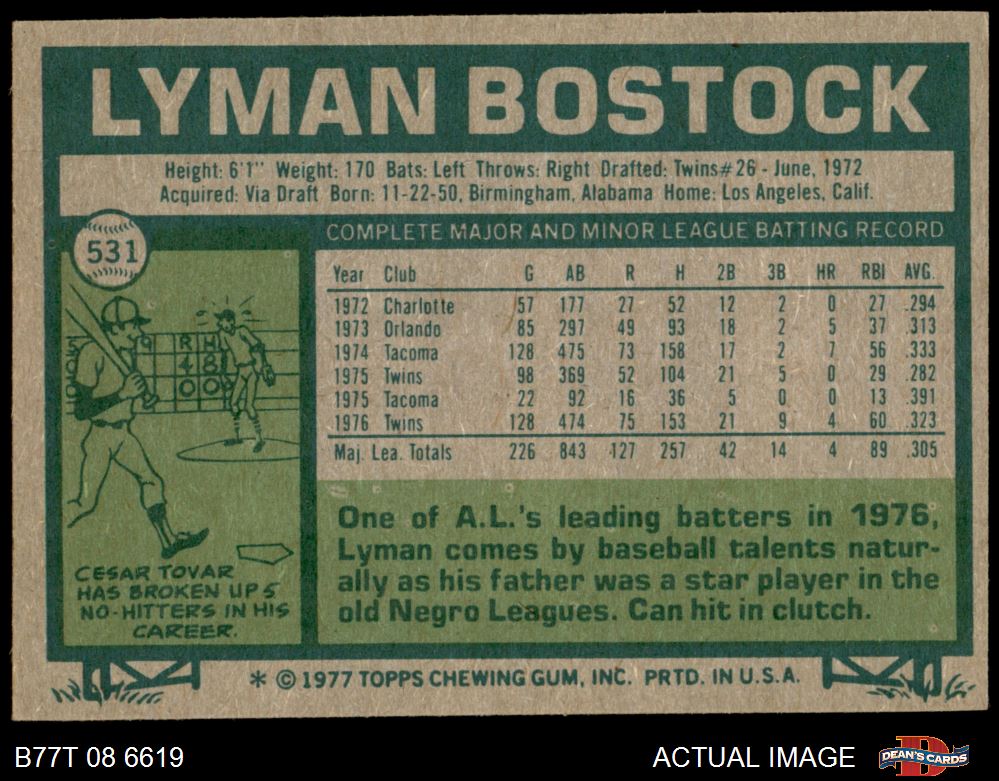 LYMAN BOSTOCK
Height: 6'1" Weight: 170 Bats: Left Throws: Right Drafted: Twins#26 - June, 1972
Acquired: Via Draft Born: 11-22-50, Birmingham, Alabama Home: Los Angeles, Calif.
531
COMPLETE MAJOR AND MINOR LEAGUE BATTING RECORD
Year Club G AB R H 2B 3B HR RBI AVG.
1972 Charlotte 57 177 27 52 12 2 0 27 .294
1973 Orlando 85 297 49 93 18 2 5 37 .313
1974 Tacoma 128 475 73 158 17 2 7 56 .333
1975 Twins 98 369 52 104 21 5 0 29 .282
1975 Tacoma 22 92 16 36 5 0 0 13 .391
1976 Twins 128 474 75 153 21 9 4 60 .323
Maj. Lea. Totals 226 843 127 257 42 14 4 89 .305
R H
4 8
0 0
CESAR TOVAR
HAS BROKEN UP 5
NO-HITTERS IN HIS
CAREER.
One of A.L.'s leading batters in 1976,
Lyman comes by baseball talents natur-
ally as his father was a star player in the
old Negro Leagues. Can hit in clutch.
* © 1977 TOPPS CHEWING GUM, INC. PRTD. IN U.S.A.
B77T 08 6619
ACTUAL IMAGE
DEAN'S CARDS